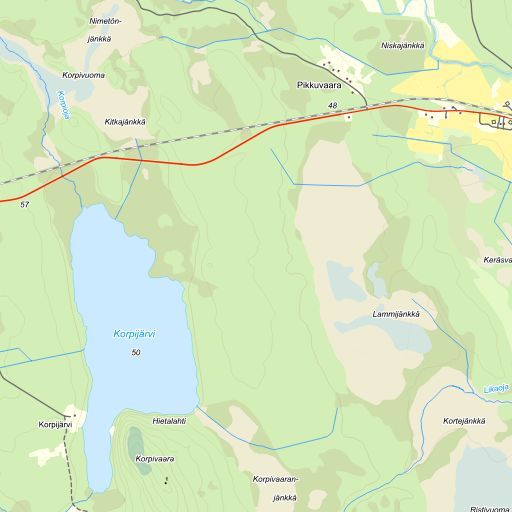 Nimetön-
jänkkä
Niskajänkkä
Korpivuoma
Pikkuvaara
Korpioja
48
Kitkajänkkä
57
Keräsva
Lammijänkkä
Korpijärvi
50
Likaoja
Korpijärvi
Hietalahti
Kortejänkkä
Korpivaara
Korpivaaran-
jänkkä
Ristivuoma